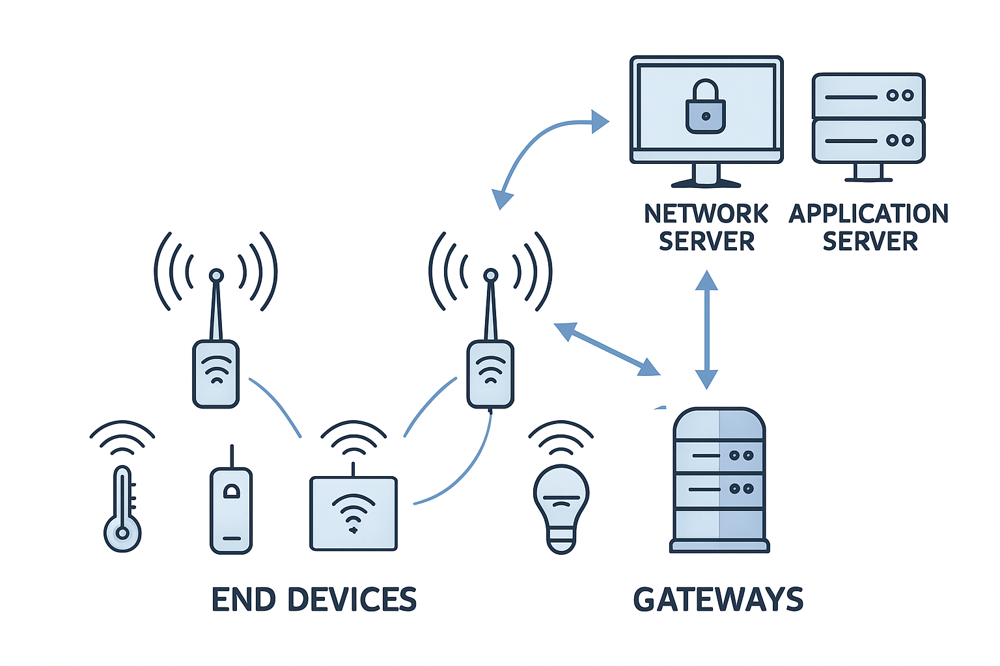 NETWORK
SERVER
APPLICATION
SERVER
END DEVICES
GATEWAYS